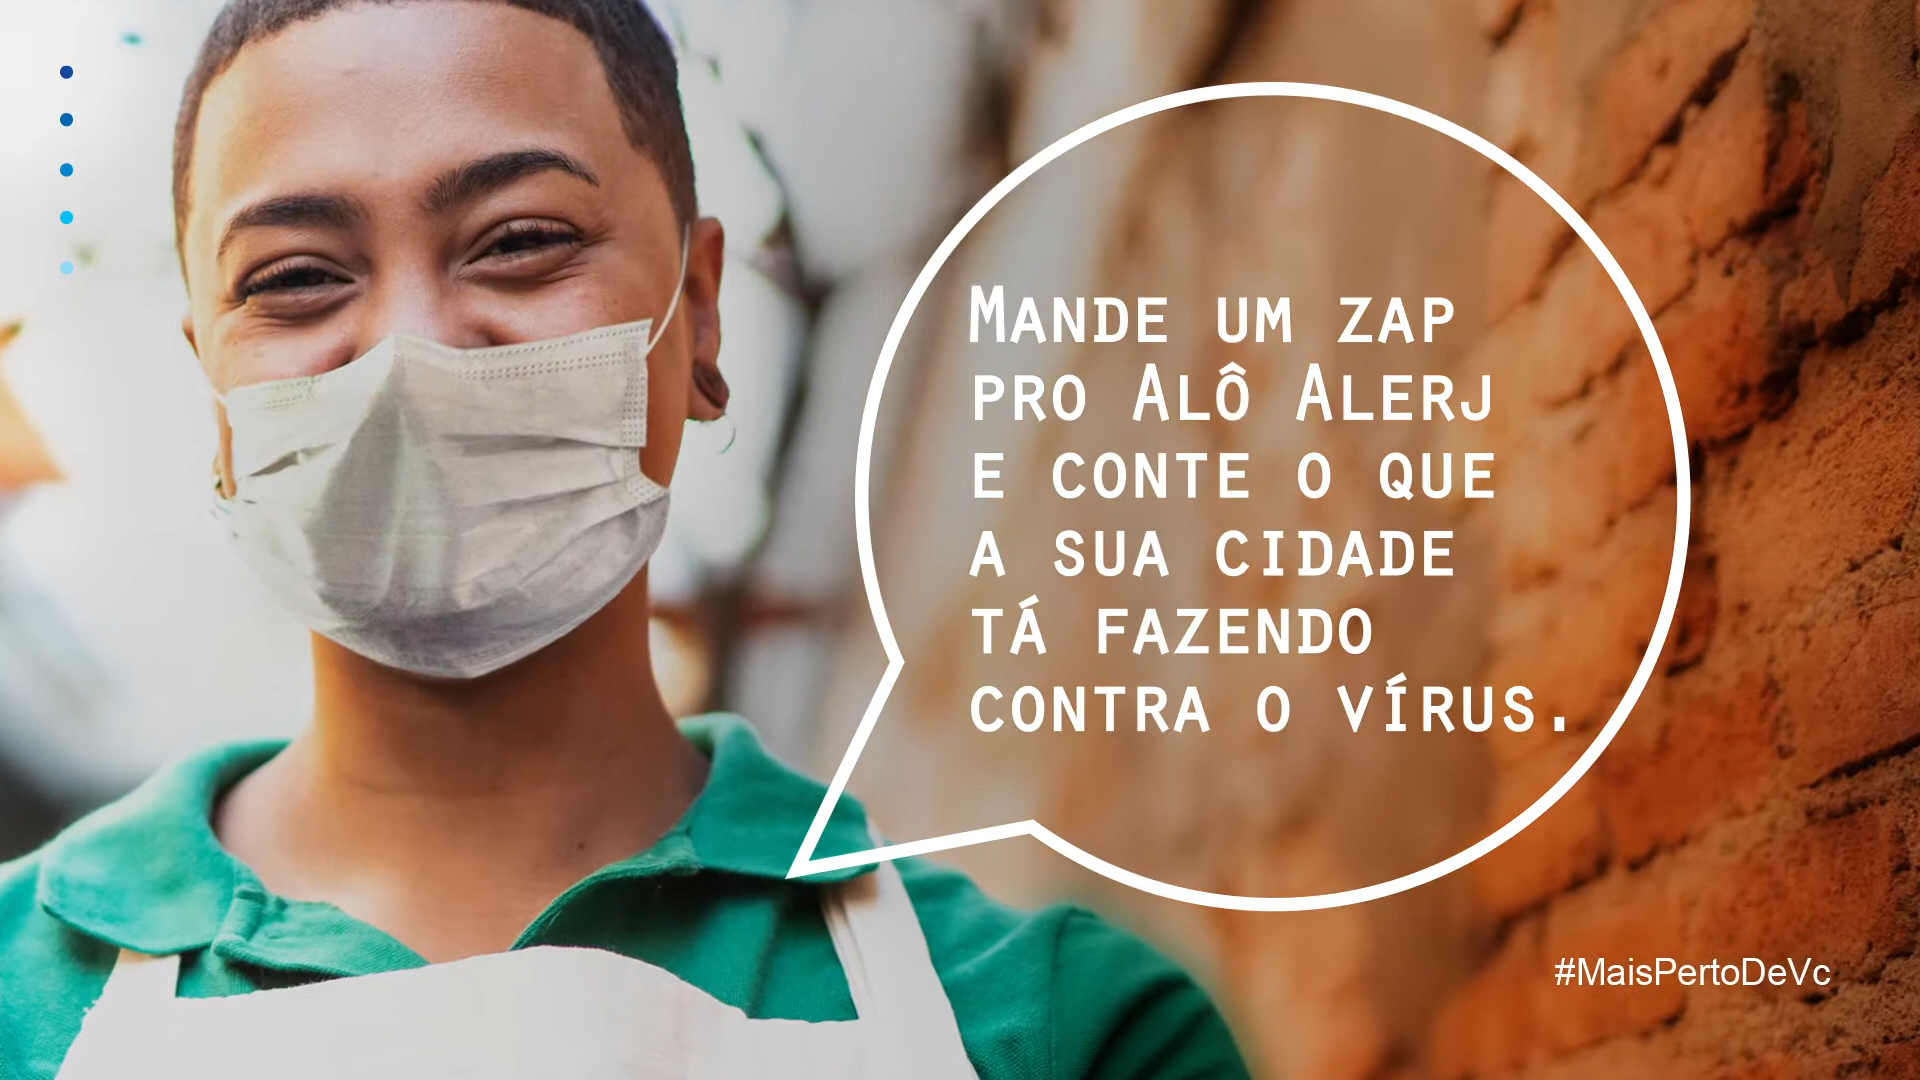 Mande um zap
pro Alô Alerj
e conte o que
a sua cidade
tá fazendo
contra o vírus.
#MaisPertoDeVc